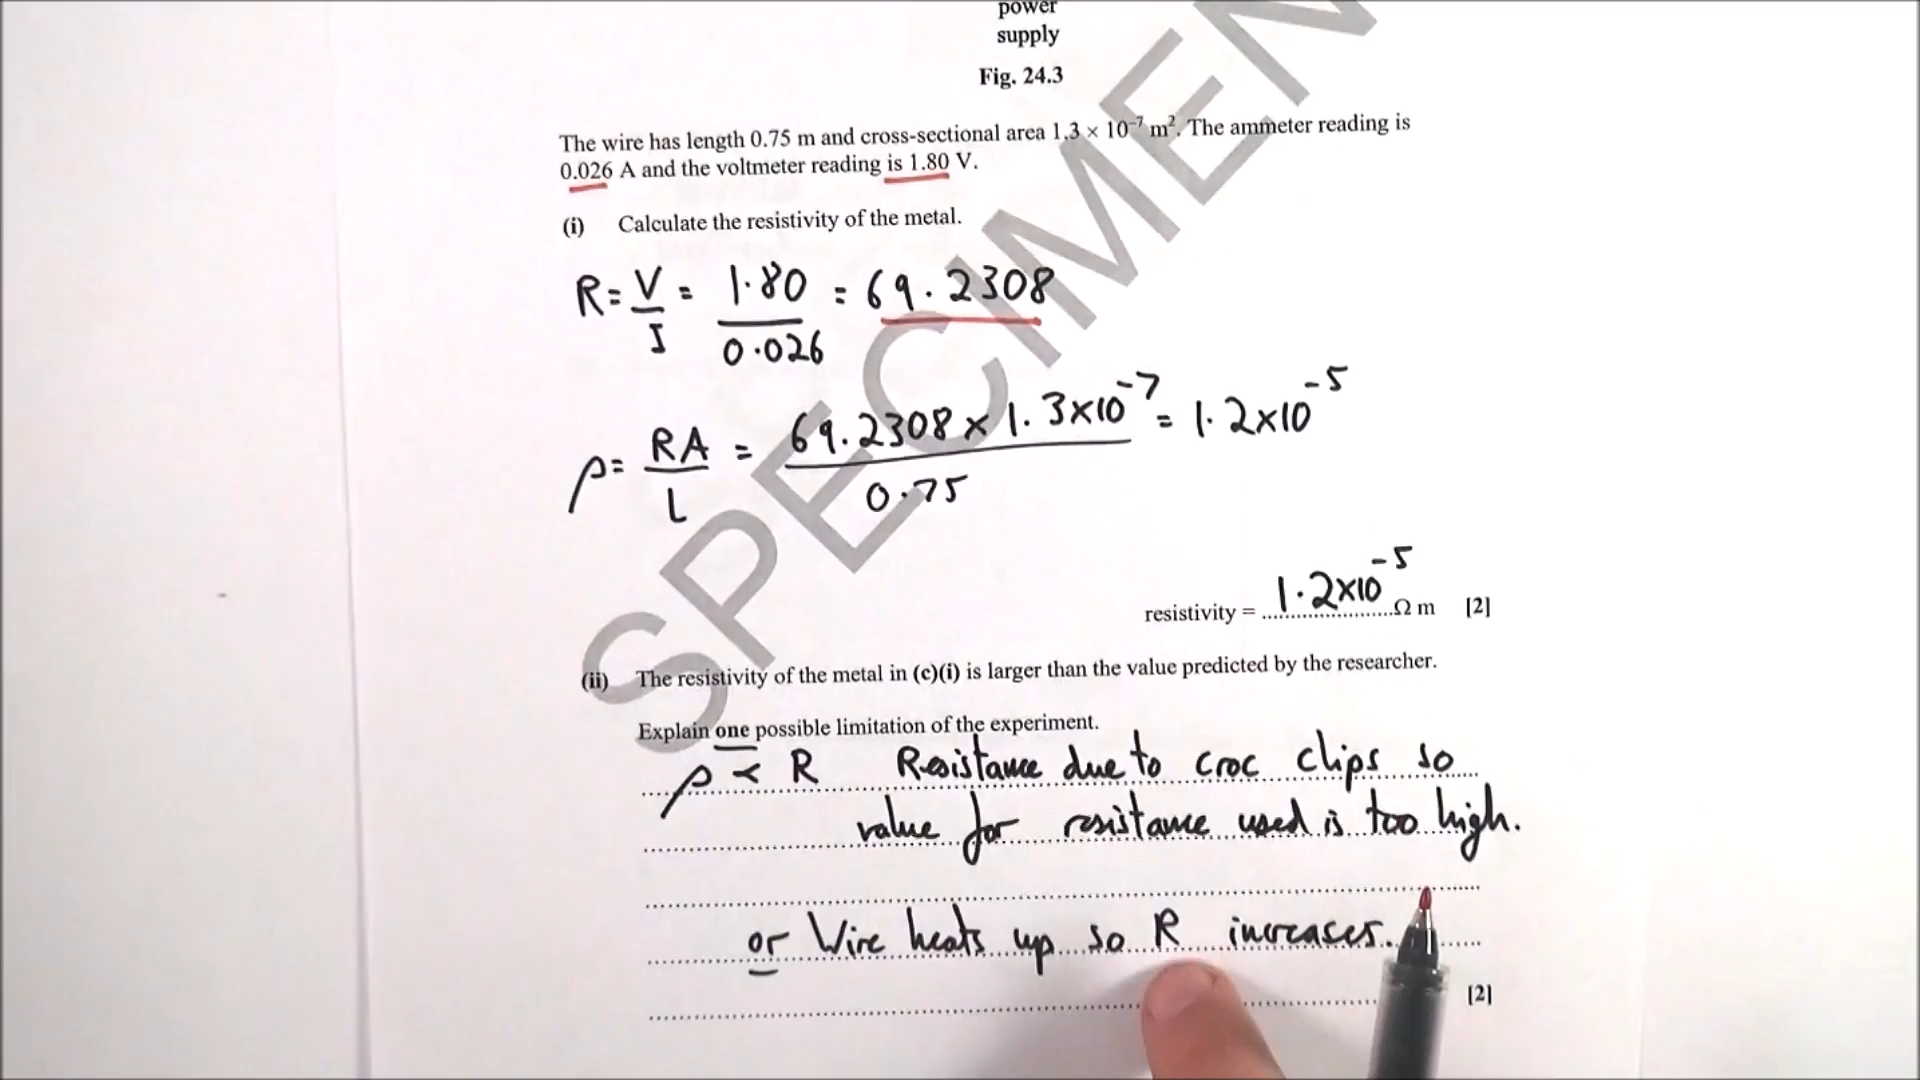 power
supply
Fig. 24.3
The wire has length 0.75 m and cross-sectional area 1.3 × 10⁻⁷ m². The ammeter reading is
0.026 A and the voltmeter reading is 1.80 V.
(i) Calculate the resistivity of the metal.
R = V/I = 1.80/0.026 = 69.2308
ρ = RA/L = 69.2308 × 1.3×10⁻⁷/0.75 = 1.2×10⁻⁵
resistivity = 1.2×10⁻⁵ Ω m [2]
(ii) The resistivity of the metal in (c)(i) is larger than the value predicted by the researcher.
Explain one possible limitation of the experiment.
ρ ∝ R Resistance due to croc clips so
value for resistance used is too high.
or Wire heats up so R increases.
[2]
SPECIMEN